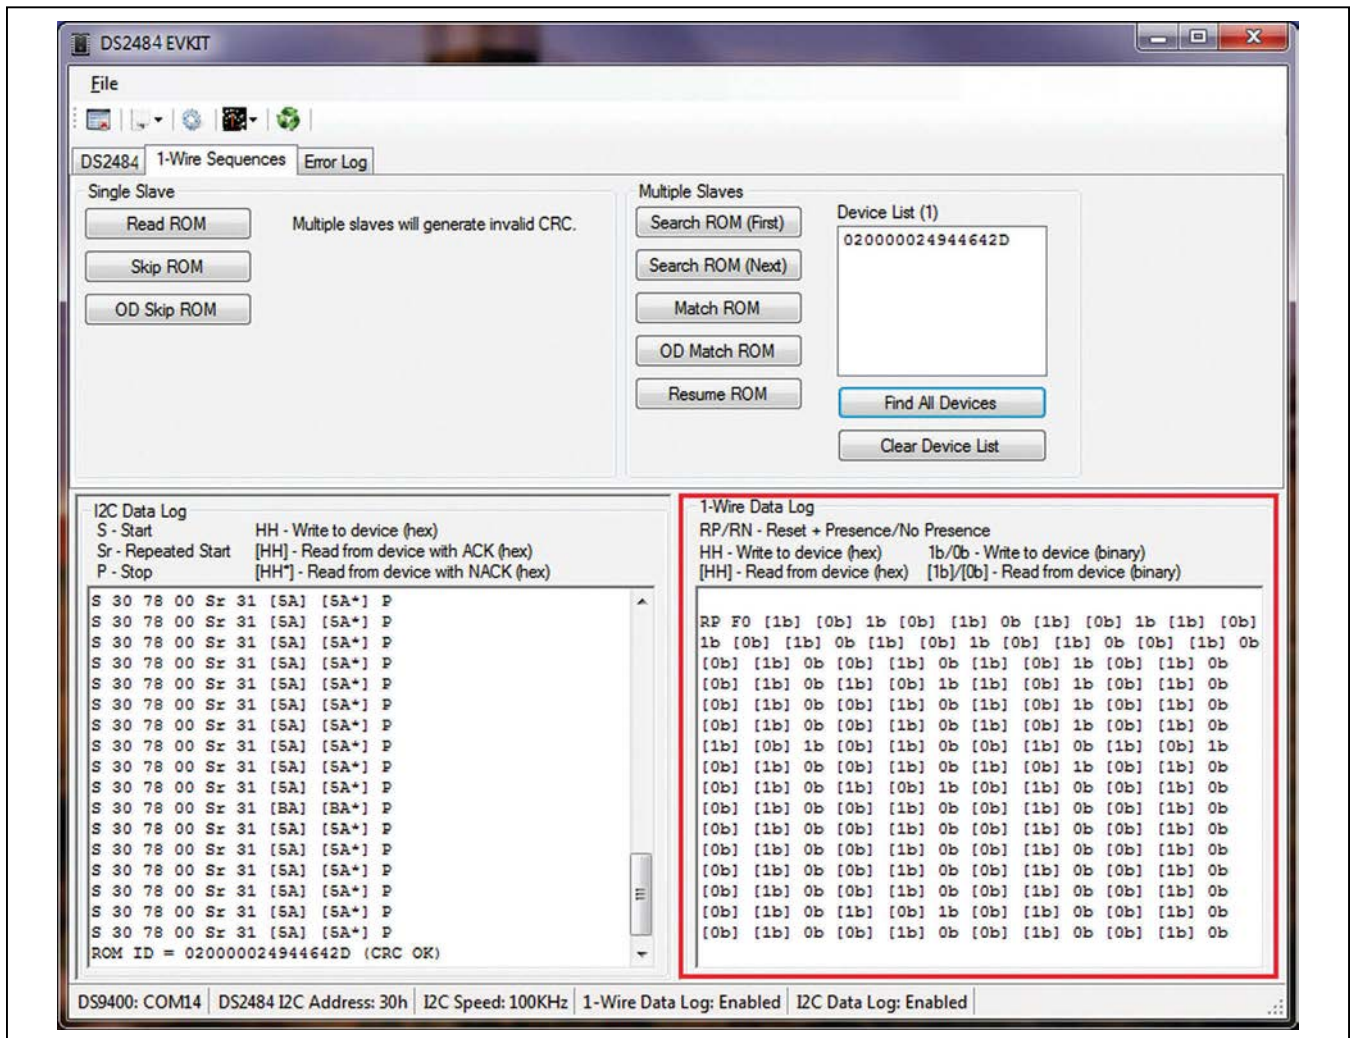 DS2484 EVKIT
File
DS2484 1-Wire Sequences Error Log
Single Slave
Read ROM
Multiple slaves will generate invalid CRC.
Skip ROM
OD Skip ROM
Multiple Slaves
Search ROM (First)
Search ROM (Next)
Match ROM
OD Match ROM
Resume ROM
Device List (1)
020000024944642D
Find All Devices
Clear Device List
I2C Data Log
S - Start HH - Write to device (hex)
Sr - Repeated Start [HH] - Read from device with ACK (hex)
P - Stop [HH*] - Read from device with NACK (hex)
S 30 78 00 Sr 31 [5A] [5A*] P
S 30 78 00 Sr 31 [5A] [5A*] P
S 30 78 00 Sr 31 [5A] [5A*] P
S 30 78 00 Sr 31 [5A] [5A*] P
S 30 78 00 Sr 31 [5A] [5A*] P
S 30 78 00 Sr 31 [5A] [5A*] P
S 30 78 00 Sr 31 [5A] [5A*] P
S 30 78 00 Sr 31 [5A] [5A*] P
S 30 78 00 Sr 31 [5A] [5A*] P
S 30 78 00 Sr 31 [5A] [5A*] P
S 30 78 00 Sr 31 [BA] [BA*] P
S 30 78 00 Sr 31 [5A] [5A*] P
S 30 78 00 Sr 31 [5A] [5A*] P
S 30 78 00 Sr 31 [5A] [5A*] P
S 30 78 00 Sr 31 [5A] [5A*] P
S 30 78 00 Sr 31 [5A] [5A*] P
S 30 78 00 Sr 31 [5A] [5A*] P
ROM ID = 020000024944642D (CRC OK)
1-Wire Data Log
RP/RN - Reset + Presence/No Presence
HH - Write to device (hex) 1b/0b - Write to device (binary)
[HH] - Read from device (hex) [1b]/[0b] - Read from device (binary)
RP F0 [1b] [0b] 1b [0b] [1b] 0b [1b] [0b] 1b [1b] [0b]
1b [0b] [1b] 0b [1b] [0b] 1b [0b] [1b] 0b [0b] [1b] 0b
[0b] [1b] 0b [0b] [1b] 0b [1b] [0b] 1b [0b] [1b] 0b
[0b] [1b] 0b [1b] [0b] 1b [1b] [0b] 1b [0b] [1b] 0b
[0b] [1b] 0b [0b] [1b] 0b [1b] [0b] 1b [0b] [1b] 0b
[0b] [1b] 0b [0b] [1b] 0b [1b] [0b] 1b [0b] [1b] 0b
[1b] [0b] 1b [0b] [1b] 0b [0b] [1b] 0b [1b] [0b] 1b
[0b] [1b] 0b [0b] [1b] 0b [1b] [0b] 1b [0b] [1b] 0b
[0b] [1b] 0b [1b] [0b] 1b [0b] [1b] 0b [0b] [1b] 0b
[0b] [1b] 0b [0b] [1b] 0b [0b] [1b] 0b [0b] [1b] 0b
[0b] [1b] 0b [0b] [1b] 0b [0b] [1b] 0b [0b] [1b] 0b
[0b] [1b] 0b [0b] [1b] 0b [0b] [1b] 0b [0b] [1b] 0b
[0b] [1b] 0b [0b] [1b] 0b [0b] [1b] 0b [0b] [1b] 0b
[0b] [1b] 0b [0b] [1b] 0b [0b] [1b] 0b [0b] [1b] 0b
[0b] [1b] 0b [1b] [0b] 1b [0b] [1b] 0b [0b] [1b] 0b
[0b] [1b] 0b [0b] [1b] 0b [0b] [1b] 0b [0b] [1b] 0b
DS9400: COM14 DS2484 I2C Address: 30h I2C Speed: 100KHz 1-Wire Data Log: Enabled I2C Data Log: Enabled